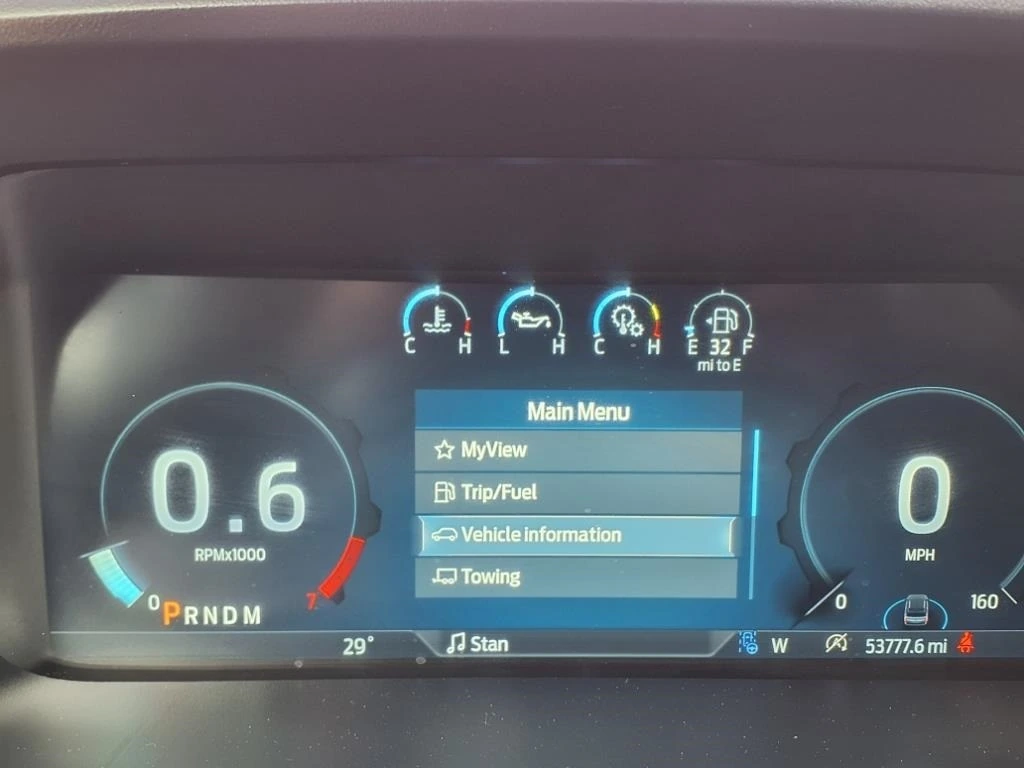 C H L H C H E 32 F
mi to E
Main Menu
MyView
Trip/Fuel
Vehicle information
Towing
0.6
RPMx1000
0 7
PRNDM
0
MPH
0 160
29° Stan W 53777.6 mi